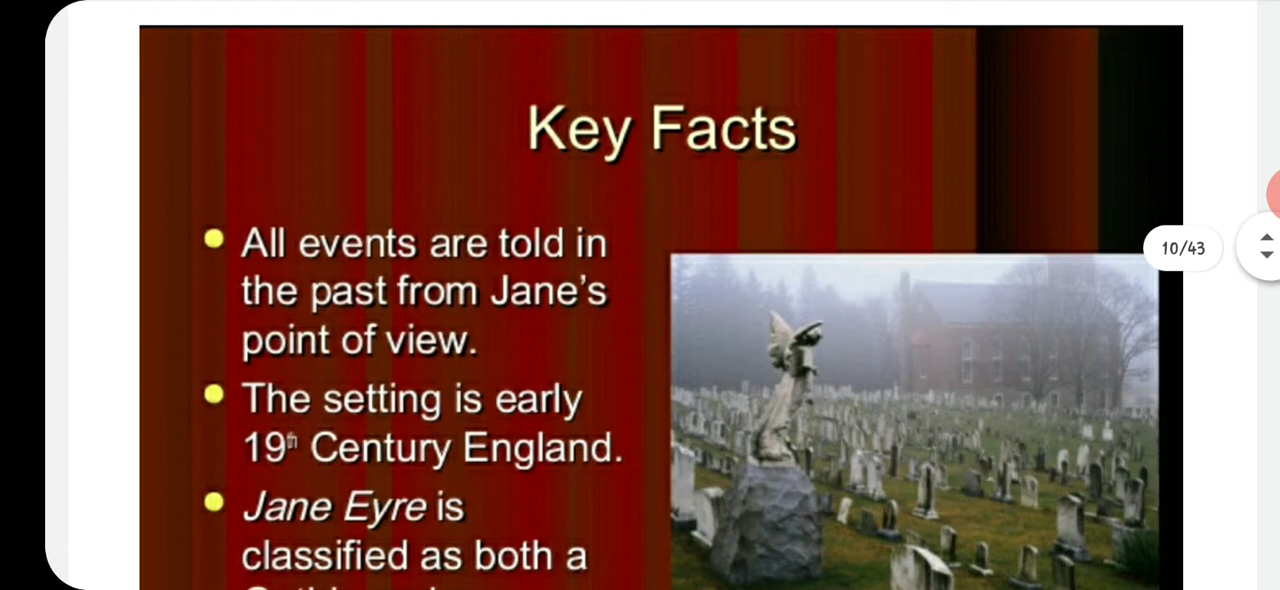 Key Facts
All events are told in
the past from Jane's
point of view.
10/43
The setting is early
19th Century England.
Jane Eyre is
classified as both a